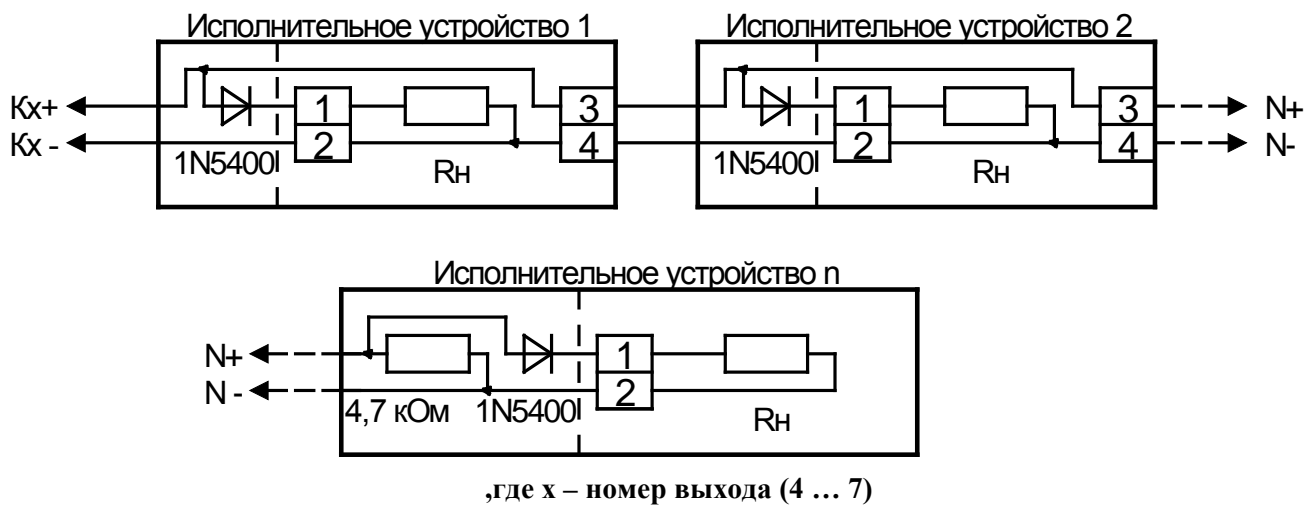 Исполнительное устройство 1
Исполнительное устройство 2
Кх+
1
3
1
3
N+
Кх -
2
4
2
4
N-
1N5400
Rн
1N5400
Rн
Исполнительное устройство n
N+
1
N -
2
4,7 кОм
1N5400
Rн
,где х – номер выхода (4 … 7)